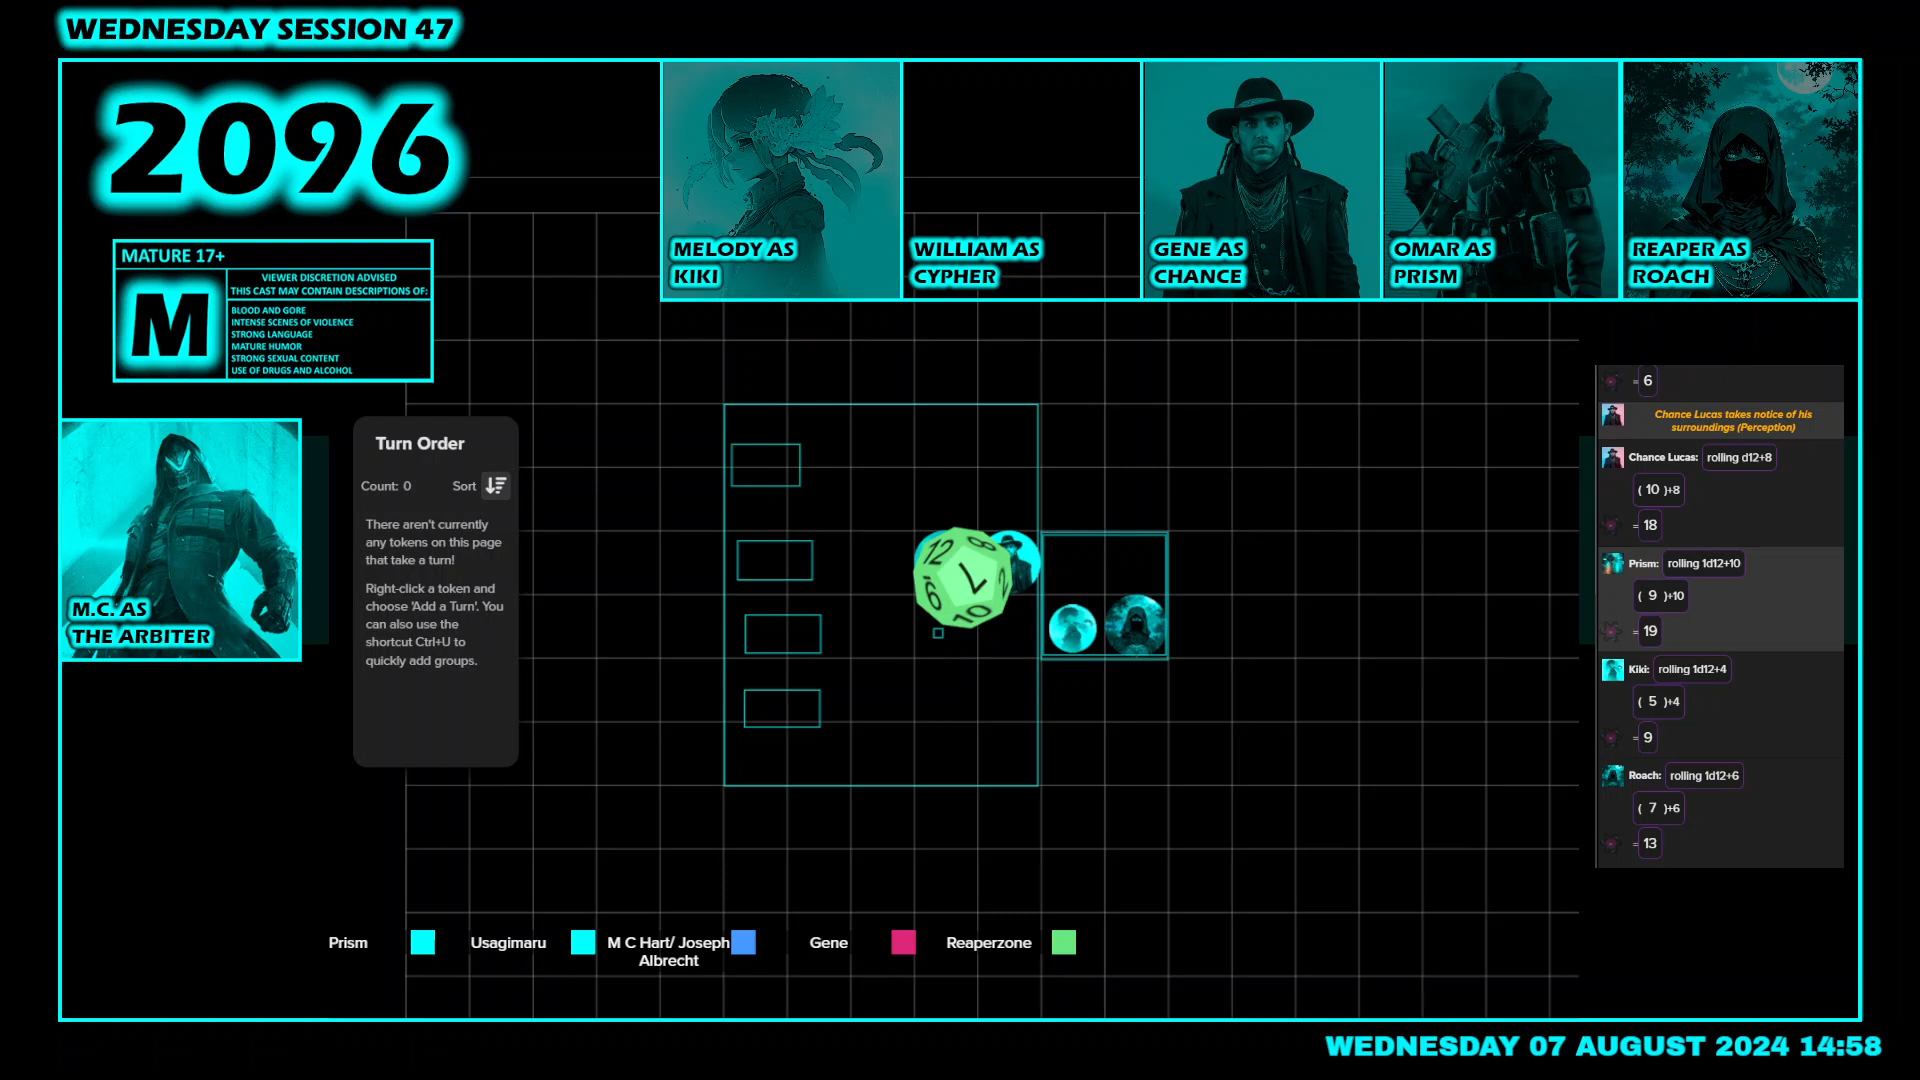 WEDNESDAY SESSION 47
2096
MATURE 17+
M
VIEWER DISCRETION ADVISED
THIS CAST MAY CONTAIN DESCRIPTIONS OF:
BLOOD AND GORE
INTENSE SCENES OF VIOLENCE
STRONG LANGUAGE
MATURE HUMOR
STRONG SEXUAL CONTENT
USE OF DRUGS AND ALCOHOL
MELODY AS
KIKI
WILLIAM AS
CYPHER
GENE AS
CHANCE
OMAR AS
PRISM
REAPER AS
ROACH
M.C. AS
THE ARBITER
Turn Order
Count: 0 Sort
There aren't currently
any tokens on this page
that take a turn!
Right-click a token and
choose 'Add a Turn'. You
can also use the
shortcut Ctrl+U to
quickly add groups.
12
8
7
2
6
10
=6
Chance Lucas takes notice of his
surroundings (Perception)
Chance Lucas: rolling d12+8
( 10 )+8
=18
Prism: rolling 1d12+10
( 9 )+10
=19
Kiki: rolling 1d12+4
( 5 )+4
=9
Roach: rolling 1d12+6
( 7 )+6
=13
Prism
Usagimaru
M C Hart/ Joseph
Albrecht
Gene
Reaperzone
WEDNESDAY 07 AUGUST 2024 14:58